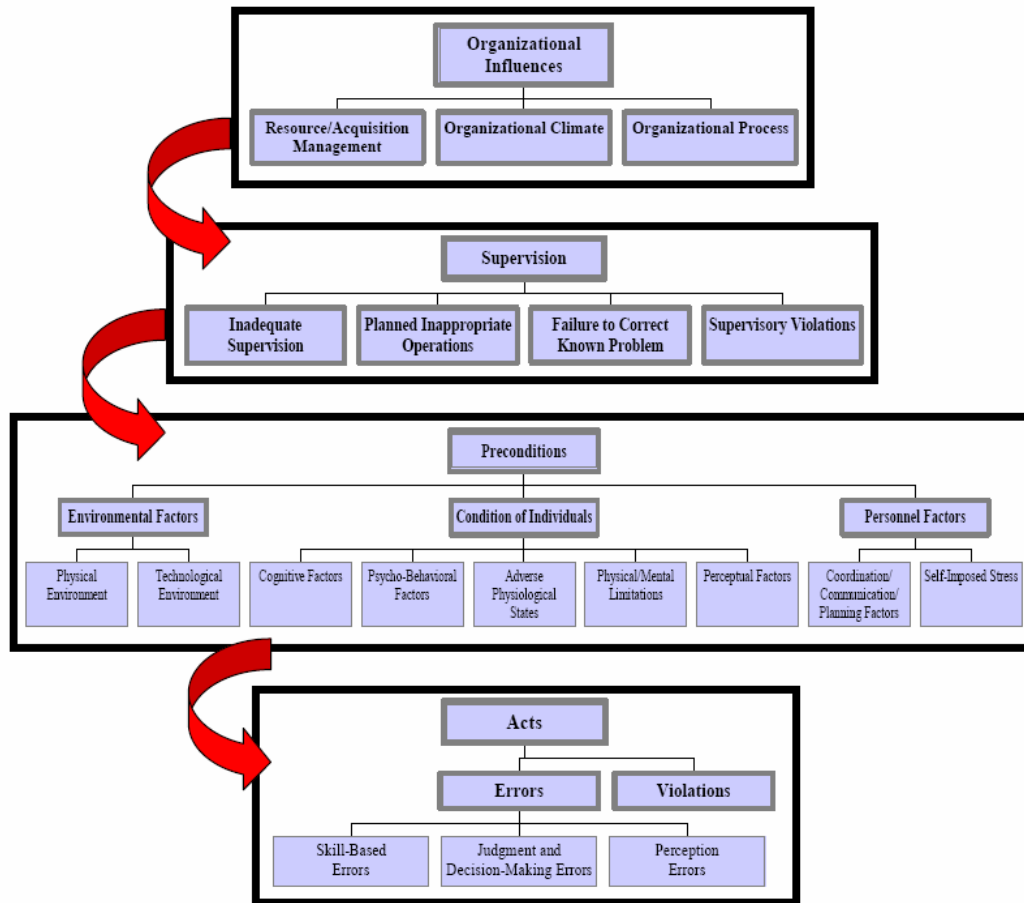 Organizational
Influences
Resource/Acquisition
Management
Organizational Climate
Organizational Process
Supervision
Inadequate
Supervision
Planned Inappropriate
Operations
Failure to Correct
Known Problem
Supervisory Violations
Preconditions
Environmental Factors
Condition of Individuals
Personnel Factors
Physical
Environment
Technological
Environment
Cognitive Factors
Psycho-Behavioral
Factors
Adverse
Physiological
States
Physical/Mental
Limitations
Perceptual Factors
Coordination/
Communication/
Planning Factors
Self-Imposed Stress
Acts
Errors
Violations
Skill-Based
Errors
Judgment and
Decision-Making Errors
Perception
Errors